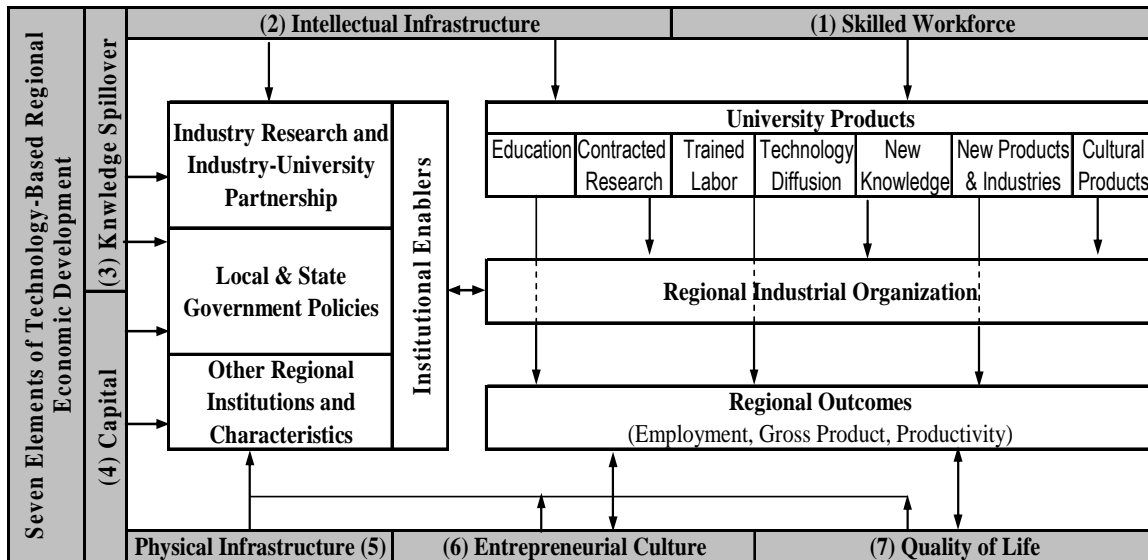 Seven Elements of Technology-Based Regional
Economic Development
(3) Knwledge Spillover
(4) Capital
(2) Intellectual Infrastructure
(1) Skilled Workforce
Industry Research and
Industry-University
Partnership
Local & State
Government Policies
Other Regional
Institutions and
Characteristics
Institutional Enablers
University Products
Education
Contracted
Research
Trained
Labor
Technology
Diffusion
New
Knowledge
New Products
& Industries
Cultural
Products
Regional Industrial Organization
Regional Outcomes
(Employment, Gross Product, Productivity)
Physical Infrastructure (5)
(6) Entrepreneurial Culture
(7) Quality of Life